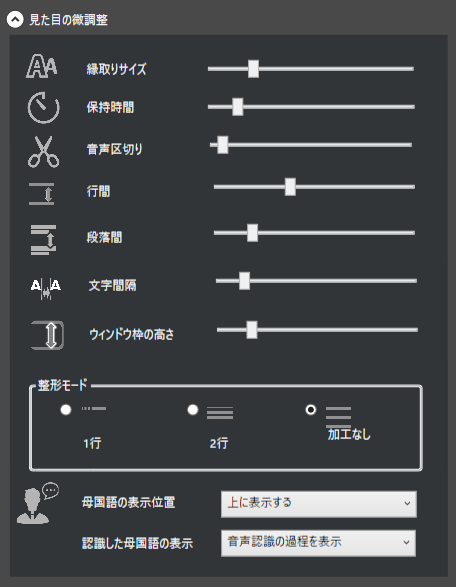 見た目の微調整
縁取りサイズ
保持時間
音声区切り
行間
段落間
文字間隔
ウィンドウ枠の高さ
整形モード
1行
2行
加工なし
母国語の表示位置
上に表示する
認識した母国語の表示
音声認識の過程を表示